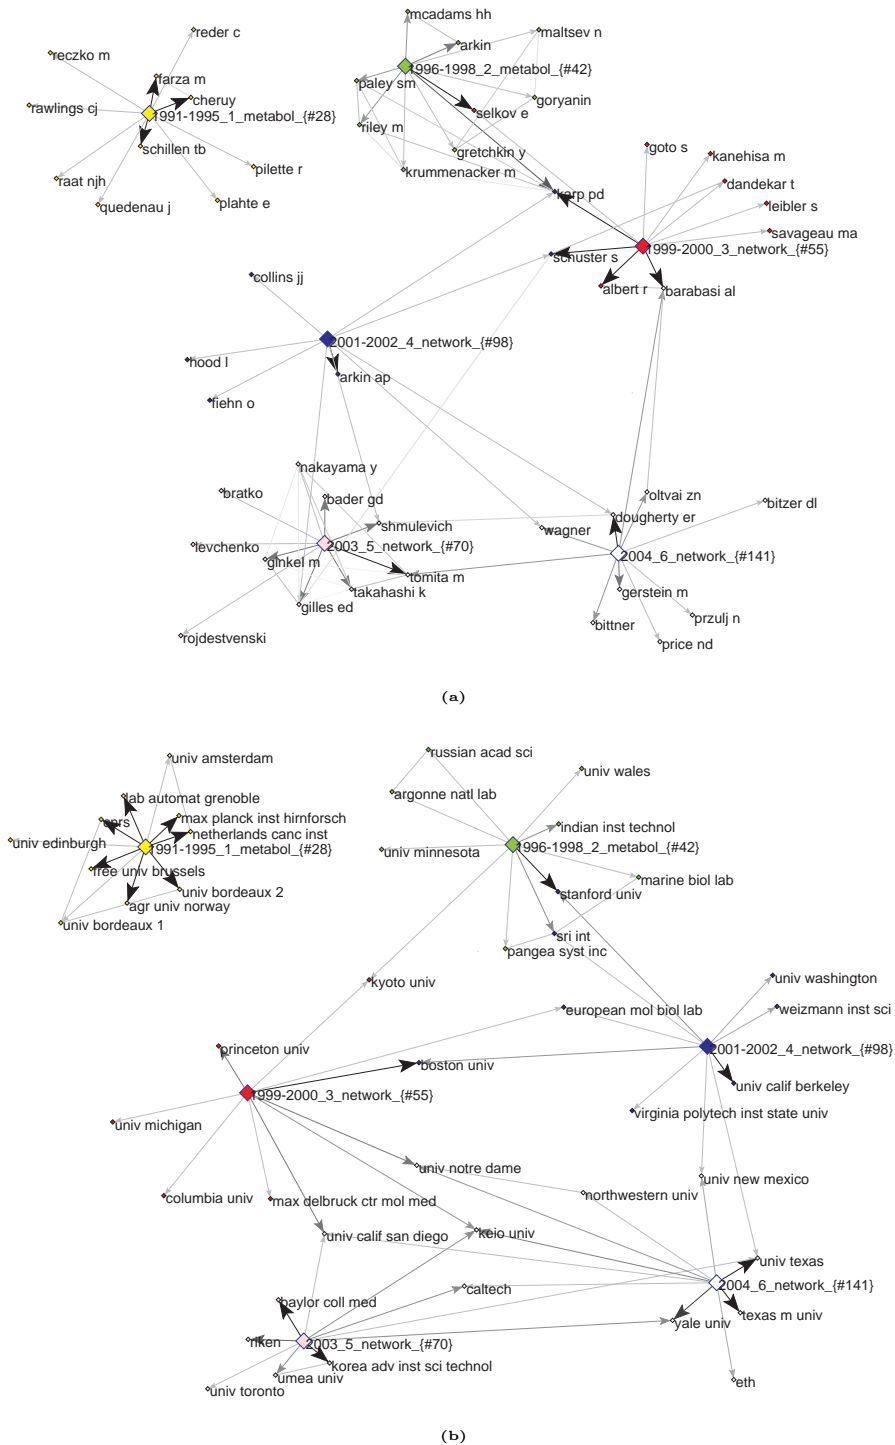 mcadams hh
reder c
maltsev n
arkin
reczko m
1996-1998_2_metabol_{#42}
farza m
paley sm
cheruy
goryanin
rawlings cj
1991-1995_1_metabol_{#28}
selkov e
riley m
schillen tb
goto s
gretchkin y
kanehisa m
pilette r
krummenacker m
raat njh
dandekar t
karp pd
plahte e
quedenau j
leibler s
savageau ma
1999-2000_3_network_{#55}
schuster s
collins jj
albert r
barabasi al
2001-2002_4_network_{#98}
hood l
arkin ap
fiehn o
nakayama y
bratko
bader gd
oltvai zn
bitzer dl
dougherty er
shmulevich
wagner
levchenko
2003_5_network_{#70}
2004_6_network_{#141}
ginkel m
tomita m
takahashi k
gerstein m
gilles ed
przulj n
bittner
rojdestvenski
price nd
(a)
russian acad sci
univ amsterdam
univ wales
argonne natl lab
lab automat grenoble
max planck inst hirnforsch
cnrs
indian inst technol
netherlands canc inst
univ edinburgh
1991-1995_1_metabol_{#28}
1996-1998_2_metabol_{#42}
univ minnesota
free univ brussels
marine biol lab
univ bordeaux 2
stanford univ
agr univ norway
univ bordeaux 1
sri int
pangea syst inc
kyoto univ
univ washington
european mol biol lab
weizmann inst sci
princeton univ
2001-2002_4_network_{#98}
boston univ
univ calif berkeley
1999-2000_3_network_{#55}
virginia polytech inst state univ
univ michigan
univ notre dame
univ new mexico
columbia univ
max delbruck ctr mol med
northwestern univ
univ calif san diego
keio univ
univ texas
caltech
2004_6_network_{#141}
baylor coll med
texas m univ
yale univ
riken
2003_5_network_{#70}
korea adv inst sci technol
umea univ
eth
univ toronto
(b)